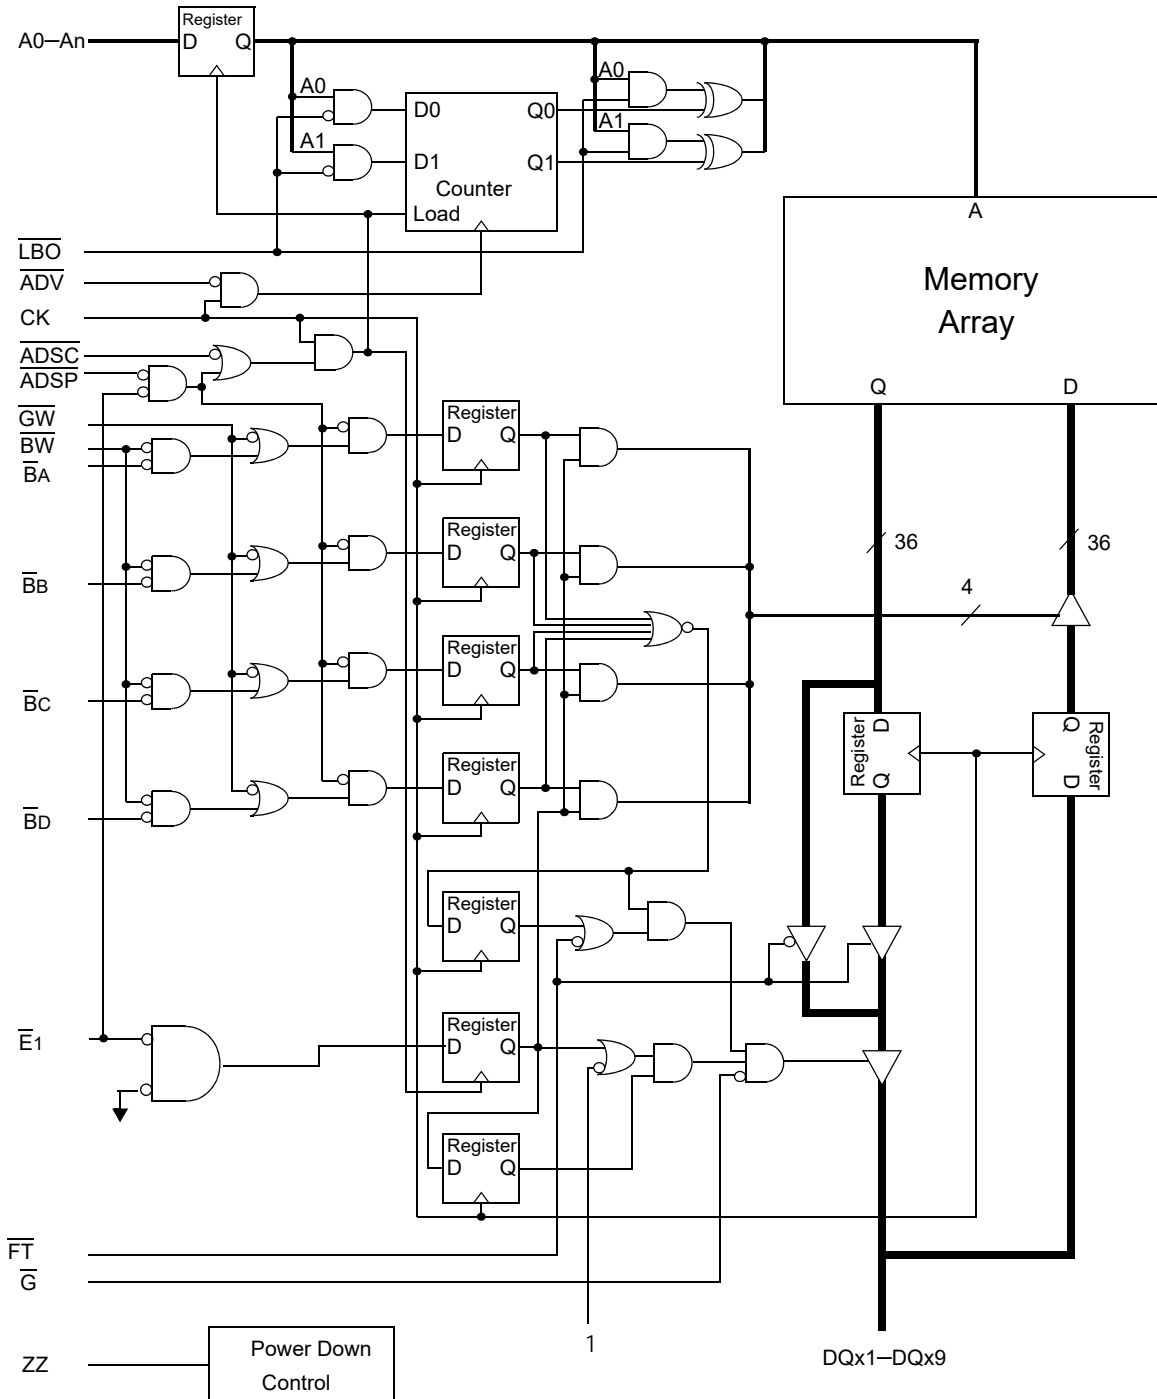 Register
A0–An
D Q
A0
A0
D0
Q0
A1
A1
D1
Q1
Counter
Load
A
LBO
ADV
Memory
CK
Array
ADSC
ADSP
Q D
GW
Register
BW
D Q
BA
Register
36
36
D Q
BB
4
Register
D Q
BC
D
Q
Register
Register
Q
D
Register
D Q
BD
Register
D Q
Register
E1
D Q
Register
D Q
FT
G
1
Power Down
ZZ
DQx1–DQx9
Control